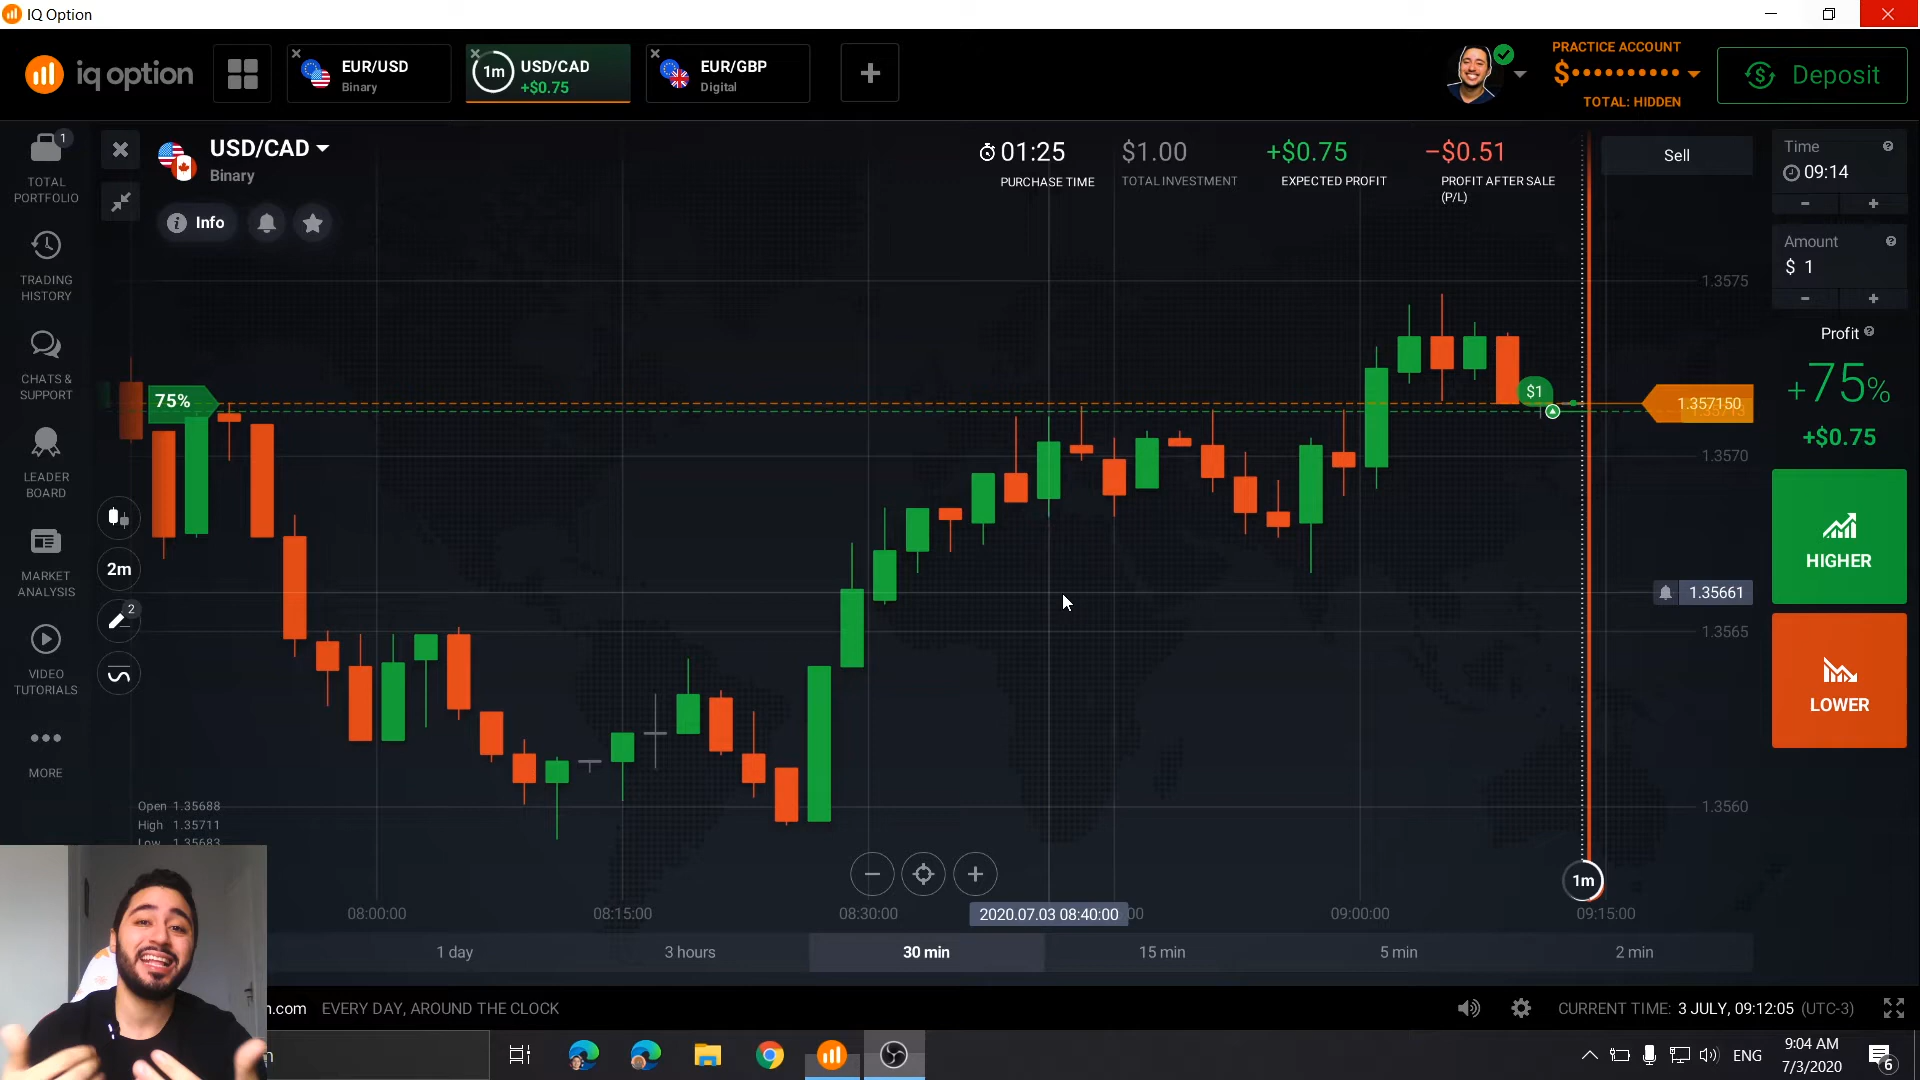 IQ Option
iq option
EUR/USD
Binary
1m
USD/CAD
+$0.75
EUR/GBP
Digital
PRACTICE ACCOUNT
$••••••••••
TOTAL: HIDDEN
Deposit
1
TOTAL
PORTFOLIO
TRADING
HISTORY
CHATS &
SUPPORT
LEADER
BOARD
MARKET
ANALYSIS
VIDEO
TUTORIALS
MORE
USD/CAD
Binary
Info
01:25
PURCHASE TIME
$1.00
TOTAL INVESTMENT
+$0.75
EXPECTED PROFIT
−$0.51
PROFIT AFTER SALE
(P/L)
Sell
Time
09:14
- +
Amount
$ 1
- +
Profit
+75%
+$0.75
HIGHER
LOWER
75%
$1
1.3575
1.357150
1.3570
1.35661
1.3565
1.3560
2m
2
Open 1.35688
High 1.35711
Low 1.35683
1m
08:00:00
08:15:00
08:30:00
2020.07.03 08:40:00
09:00:00
09:15:00
1 day
3 hours
30 min
15 min
5 min
2 min
EVERY DAY, AROUND THE CLOCK
CURRENT TIME: 3 JULY, 09:12:05 (UTC-3)
ENG
9:04 AM
7/3/2020
6